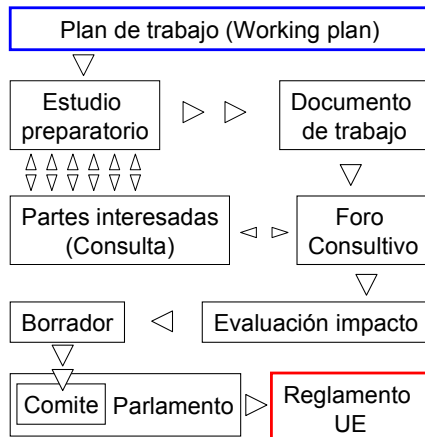 Plan de trabajo (Working plan)
Estudio
preparatorio
Documento
de trabajo
Partes interesadas
(Consulta)
Foro
Consultivo
Borrador
Evaluación impacto
Comite
Parlamento
Reglamento
UE